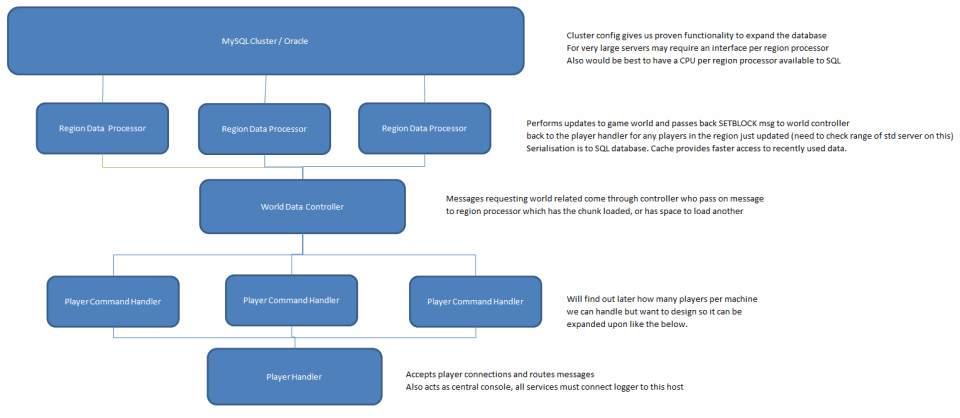 MySQL Cluster / Oracle
Cluster config gives us proven functionality to expand the database
For very large servers may require an interface per region processor
Also would be best to have a CPU per region processor available to SQL
Region Data Processor
Region Data Processor
Region Data Processor
Performs updates to game world and passes back SETBLOCK msg to world controller
back to the player handler for any players in the region just updated (need to check range of std server on this)
Serialisation is to SQL database. Cache provides faster access to recently used data.
World Data Controller
Messages requesting world related come through controller who pass on message
to region processor which has the chunk loaded, or has space to load another
Player Command Handler
Player Command Handler
Player Command Handler
Will find out later how many players per machine
we can handle but want to design so it can be
expanded upon like the below.
Player Handler
Accepts player connections and routes messages
Also acts as central console, all services must connect logger to this host